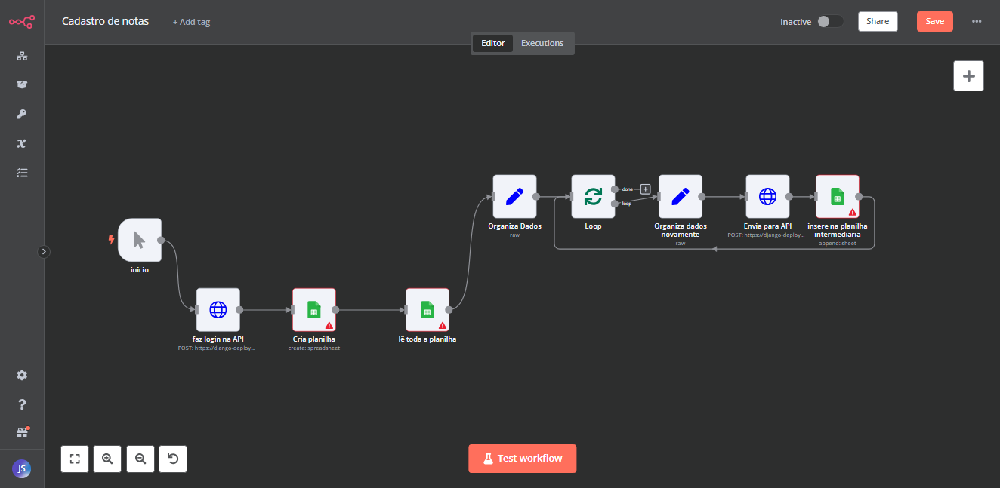 Cadastro de notas
+ Add tag
Inactive
Share
Save
Editor
Executions
done
loop
Organiza Dados
raw
Loop
Organiza dados
novamente
raw
Envia para API
POST: https://django-deploy...
insere na planilha
intermediaria
append: sheet
inicio
faz login na API
POST: https://django-deploy...
Cria planilha
create: spreadsheet
lê toda a planilha
JS
Test workflow